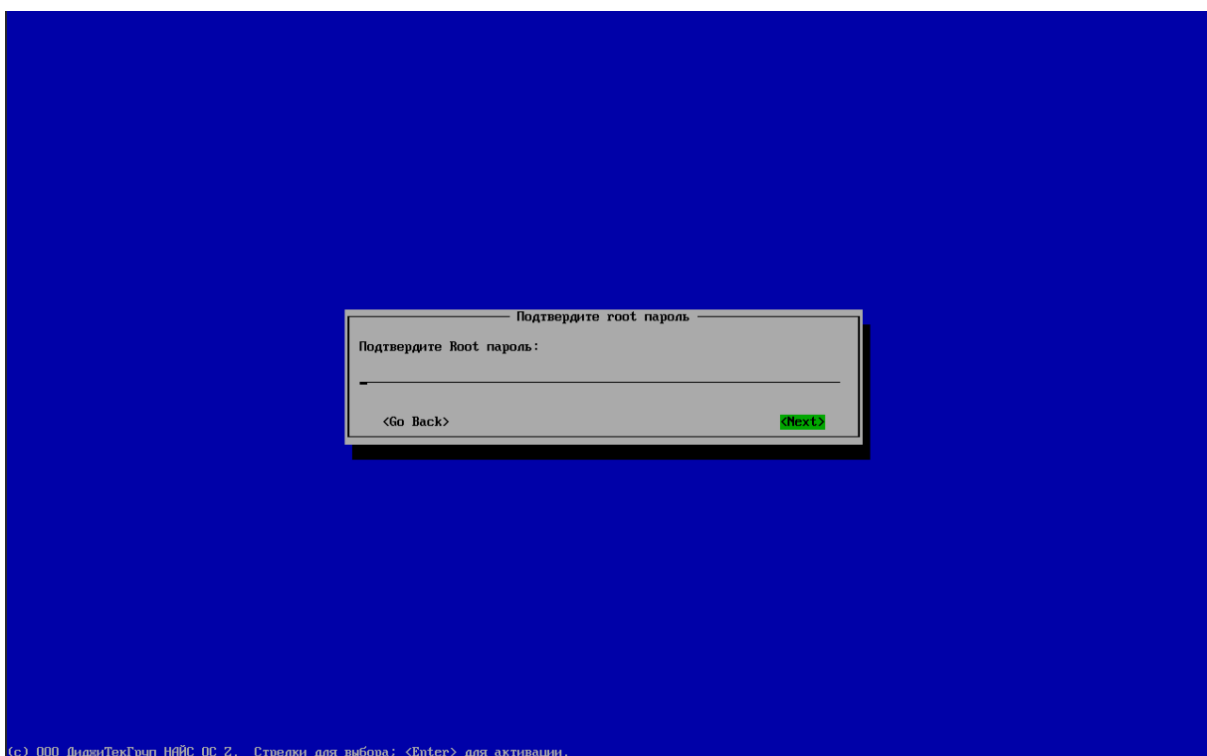 Подтвердите root пароль
Подтвердите Root пароль:
<Go Back> <Next>
(c) ООО ДиджиТекГруп НАЙС ОС Z. Стрелки для выбора; <Enter> для активации.